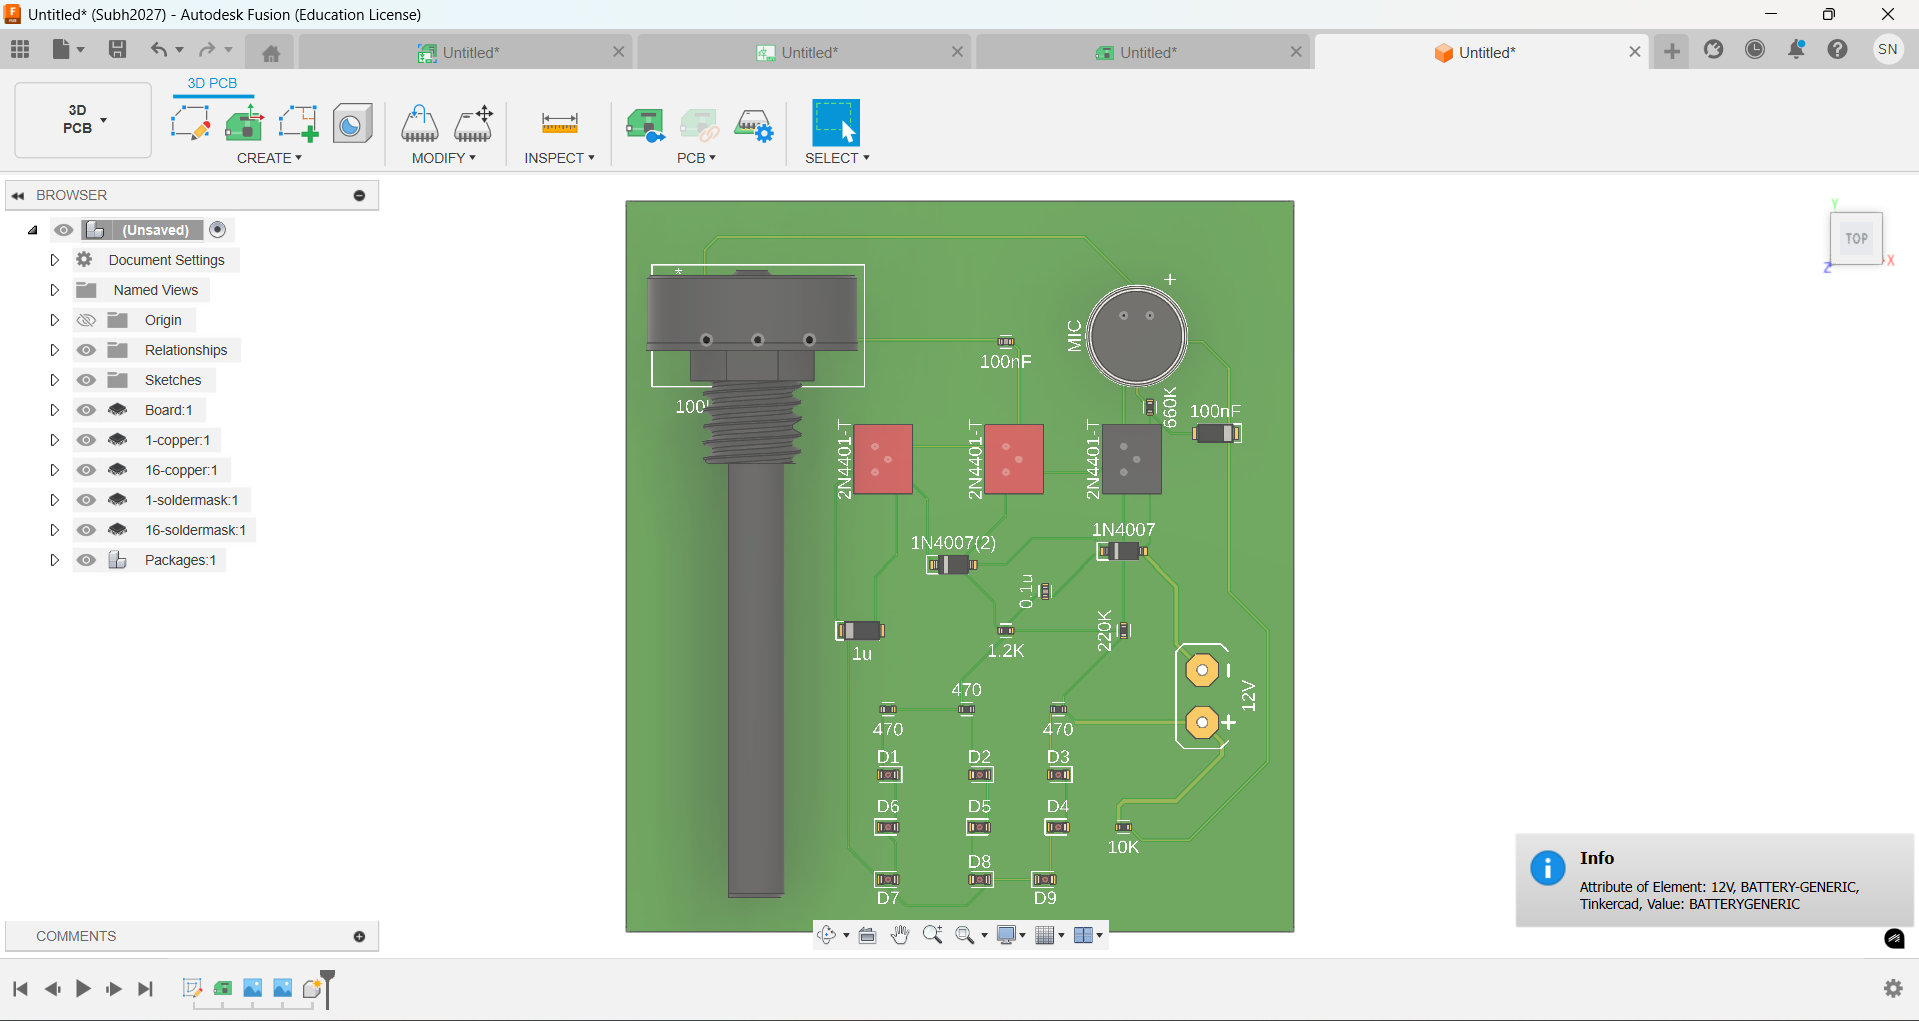 Untitled* (Subh2027) - Autodesk Fusion (Education License)
Untitled*
Untitled*
Untitled*
Untitled*
SN
3D PCB
3D
PCB
CREATE
MODIFY
INSPECT
PCB
SELECT
BROWSER
(Unsaved)
Document Settings
Named Views
Origin
Relationships
Sketches
Board:1
1-copper:1
16-copper:1
1-soldermask:1
16-soldermask:1
Packages:1
COMMENTS
*
+
MIC
100nF
660K
100nF
100
2N4401-T
2N4401-T
2N4401-T
1N4007
1N4007(2)
0.1u
220K
1u
1.2K
470
470
470
12V
+
D1
D2
D3
D6
D5
D4
10K
D8
D7
D9
Y
TOP
Z
X
Info
Attribute of Element: 12V, BATTERY-GENERIC,
Tinkercad, Value: BATTERYGENERIC